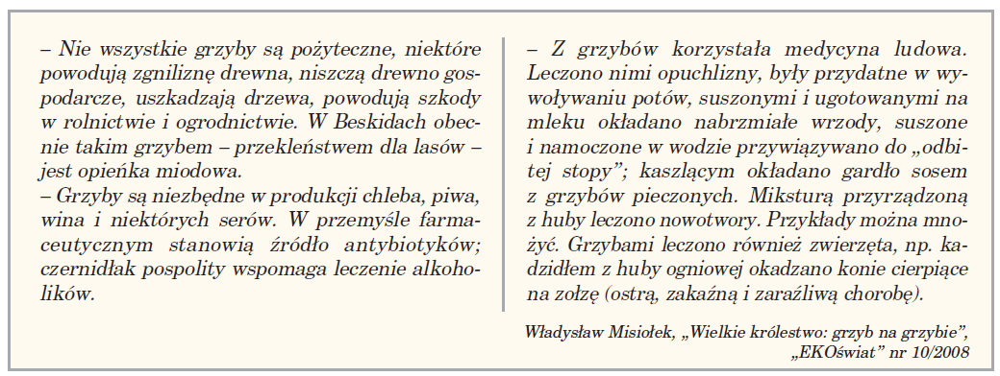 – Nie wszystkie grzyby są pożyteczne, niektóre
powodują zgniliznę drewna, niszczą drewno gos-
podarcze, uszkadzają drzewa, powodują szkody
w rolnictwie i ogrodnictwie. W Beskidach obec-
nie takim grzybem – przekleństwem dla lasów –
jest opieńka miodowa.
– Grzyby są niezbędne w produkcji chleba, piwa,
wina i niektórych serów. W przemyśle farma-
ceutycznym stanowią źródło antybiotyków;
czernidłak pospolity wspomaga leczenie alkoho-
lików.
– Z grzybów korzystała medycyna ludowa.
Leczono nimi opuchlizny, były przydatne w wy-
woływaniu potów, suszonymi i ugotowanymi na
mleku okładano nabrzmiałe wrzody, suszone
i namoczone w wodzie przywiązywano do „odbi-
tej stopy”; kaszlącym okładano gardło sosem
z grzybów pieczonych. Miksturą przyrządzoną
z huby leczono nowotwory. Przykłady można mno-
żyć. Grzybami leczono również zwierzęta, np. ka-
dzidłem z huby ogniowej okadzano konie cierpiące
na zołzę (ostrą, zakaźną i zaraźliwą chorobę).
Władysław Misiołek, „Wielkie królestwo: grzyb na grzybie”,
„EKOświat” nr 10/2008